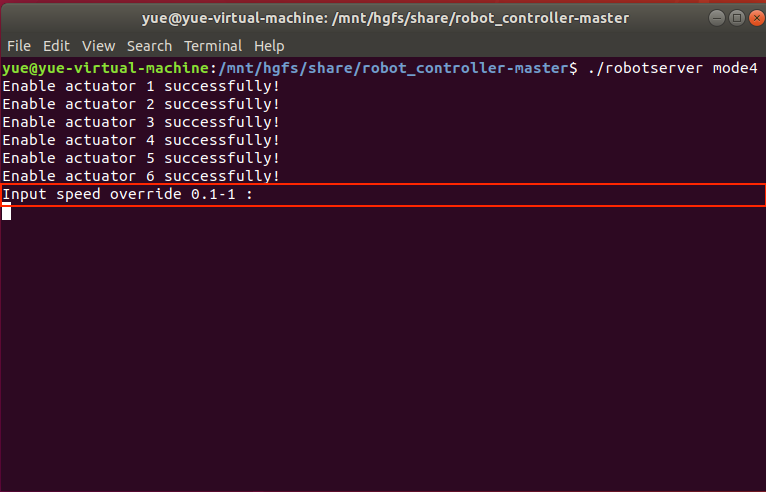 yue@yue-virtual-machine: /mnt/hgfs/share/robot_controller-master
File Edit View Search Terminal Help
yue@yue-virtual-machine:/mnt/hgfs/share/robot_controller-master$ ./robotserver mode4
Enable actuator 1 successfully!
Enable actuator 2 successfully!
Enable actuator 3 successfully!
Enable actuator 4 successfully!
Enable actuator 5 successfully!
Enable actuator 6 successfully!
Input speed override 0.1-1 :